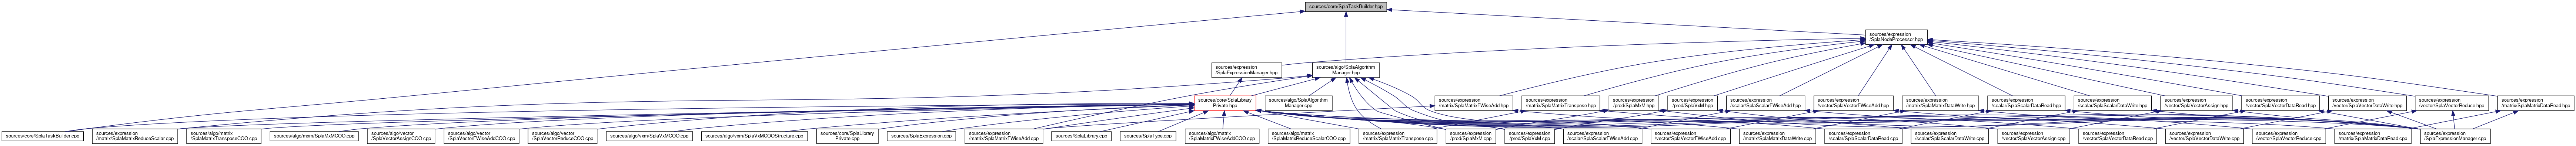 sources/core/SplaTaskBuilder.hpp
sources/expression
/SplaNodeProcessor.hpp
sources/expression
/SplaExpressionManager.hpp
sources/algo/SplaAlgorithm
Manager.hpp
sources/core/SplaLibrary
Private.hpp
sources/algo/SplaAlgorithm
Manager.cpp
sources/expression
/matrix/SplaMatrixEWiseAdd.hpp
sources/expression
/matrix/SplaMatrixTranspose.hpp
sources/expression
/prod/SplaMxM.hpp
sources/expression
/prod/SplaVxM.hpp
sources/expression
/scalar/SplaScalarEWiseAdd.hpp
sources/expression
/vector/SplaVectorEWiseAdd.hpp
sources/expression
/matrix/SplaMatrixDataWrite.hpp
sources/expression
/scalar/SplaScalarDataRead.hpp
sources/expression
/scalar/SplaScalarDataWrite.hpp
sources/expression
/vector/SplaVectorAssign.hpp
sources/expression
/vector/SplaVectorDataRead.hpp
sources/expression
/vector/SplaVectorDataWrite.hpp
sources/expression
/vector/SplaVectorReduce.hpp
sources/expression
/matrix/SplaMatrixDataRead.hpp
sources/core/SplaTaskBuilder.cpp
sources/expression
/matrix/SplaMatrixReduceScalar.cpp
sources/algo/matrix
/SplaMatrixTransposeCOO.cpp
sources/algo/mxm/SplaMxMCOO.cpp
sources/algo/vector
/SplaVectorAssignCOO.cpp
sources/algo/vector
/SplaVectorEWiseAddCOO.cpp
sources/algo/vector
/SplaVectorReduceCOO.cpp
sources/algo/vxm/SplaVxMCOO.cpp
sources/algo/vxm/SplaVxMCOOStructure.cpp
sources/core/SplaLibrary
Private.cpp
sources/SplaExpression.cpp
sources/expression
/matrix/SplaMatrixEWiseAdd.cpp
sources/SplaLibrary.cpp
sources/SplaType.cpp
sources/algo/matrix
/SplaMatrixEWiseAddCOO.cpp
sources/algo/matrix
/SplaMatrixReduceScalarCOO.cpp
sources/expression
/matrix/SplaMatrixTranspose.cpp
sources/expression
/prod/SplaMxM.cpp
sources/expression
/prod/SplaVxM.cpp
sources/expression
/scalar/SplaScalarEWiseAdd.cpp
sources/expression
/vector/SplaVectorEWiseAdd.cpp
sources/expression
/matrix/SplaMatrixDataWrite.cpp
sources/expression
/scalar/SplaScalarDataRead.cpp
sources/expression
/scalar/SplaScalarDataWrite.cpp
sources/expression
/vector/SplaVectorAssign.cpp
sources/expression
/vector/SplaVectorDataRead.cpp
sources/expression
/vector/SplaVectorDataWrite.cpp
sources/expression
/vector/SplaVectorReduce.cpp
sources/expression
/matrix/SplaMatrixDataRead.cpp
sources/expression
/SplaExpressionManager.cpp